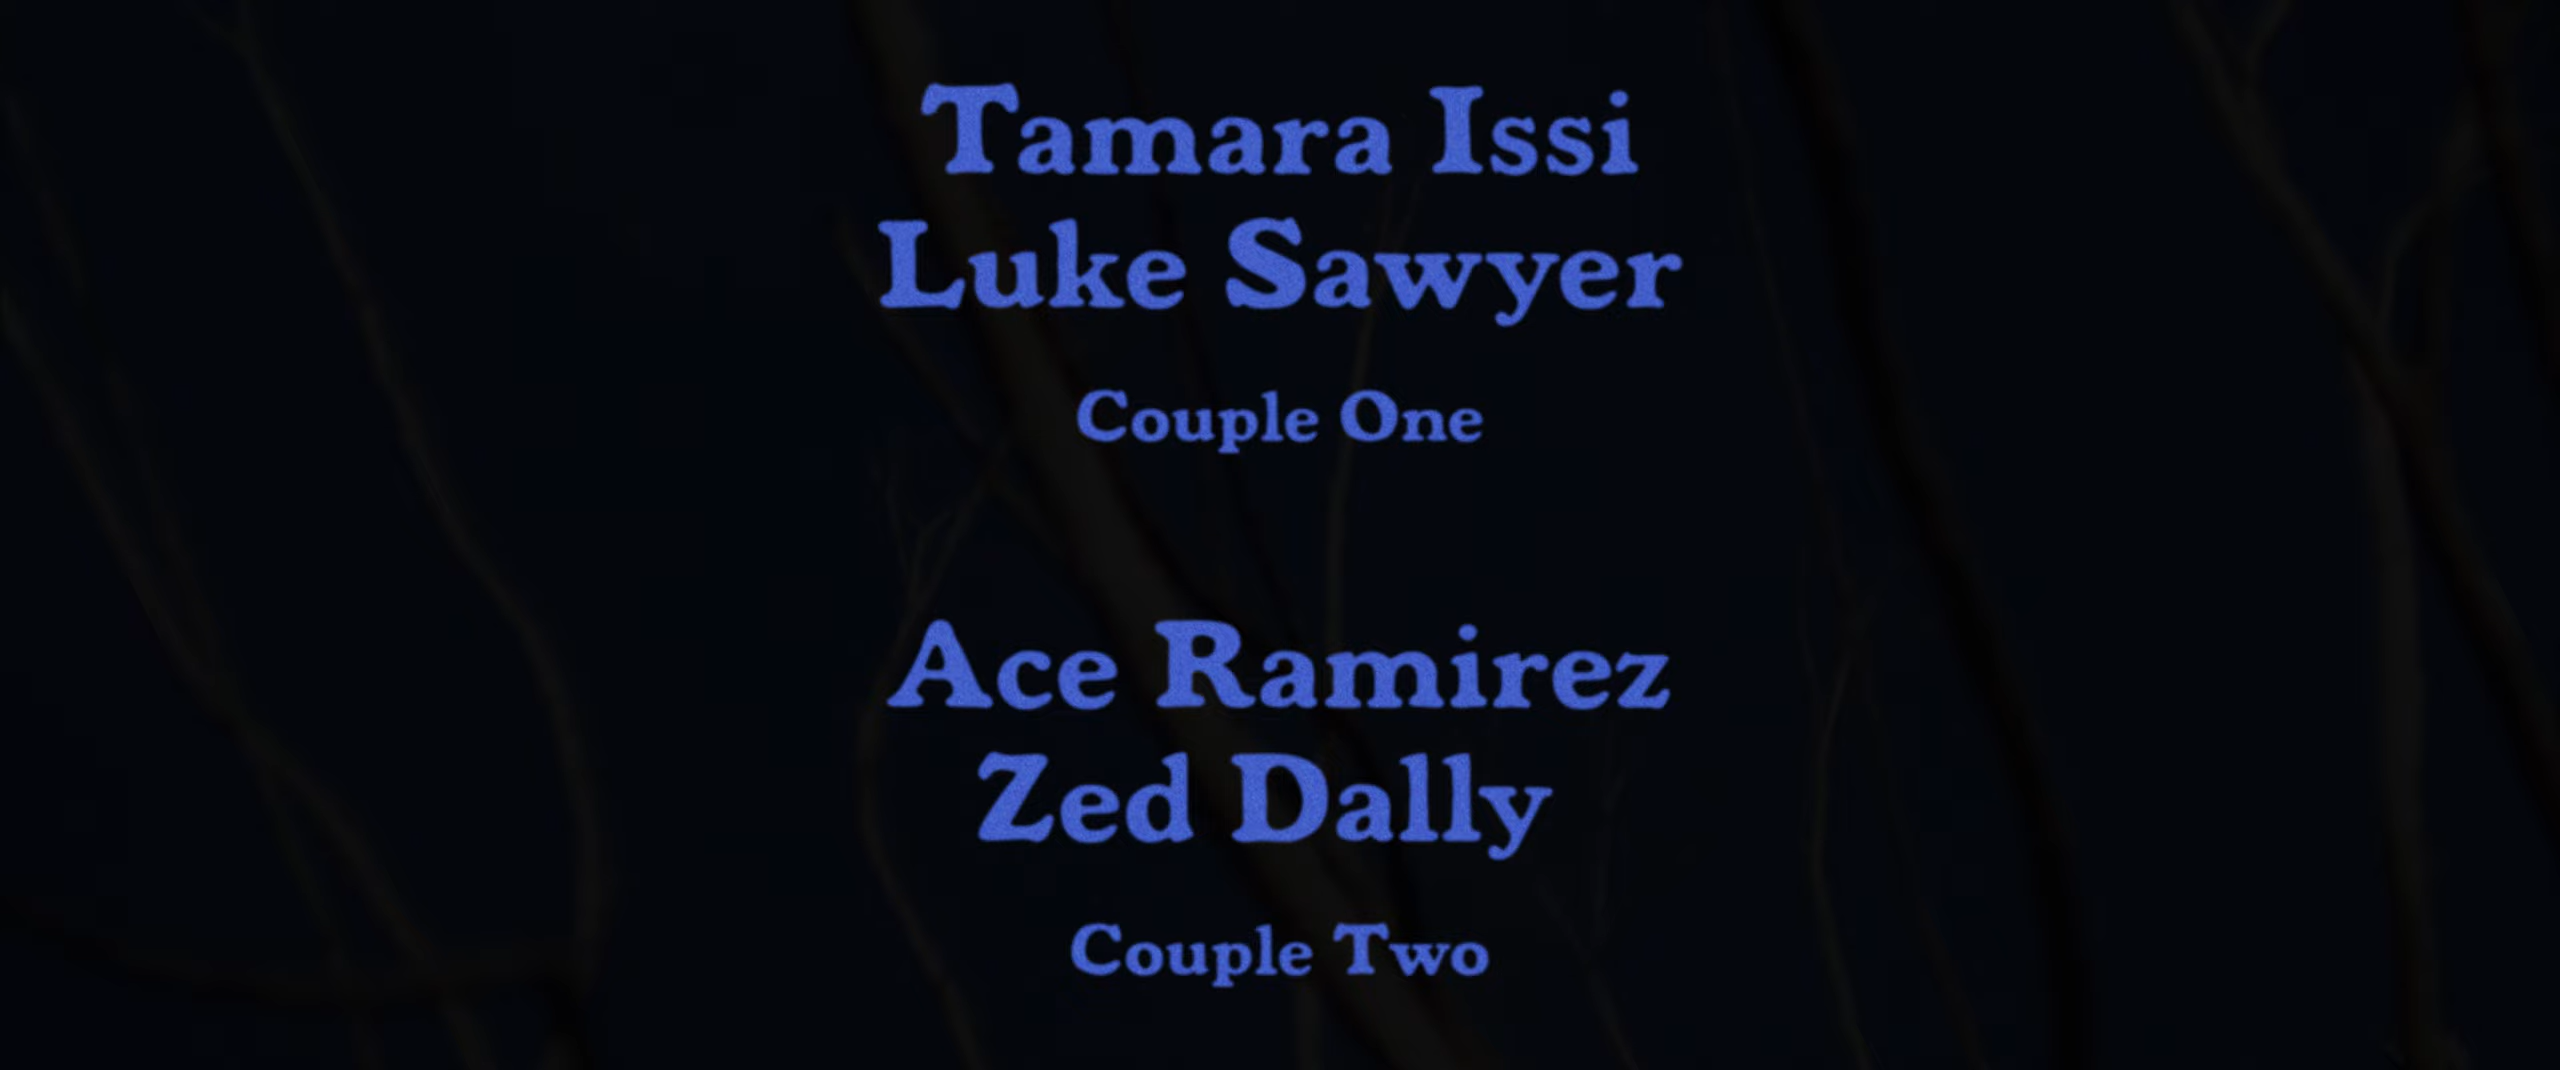 Tamara Issi
Luke Sawyer
Couple One
Ace Ramirez
Zed Dally
Couple Two